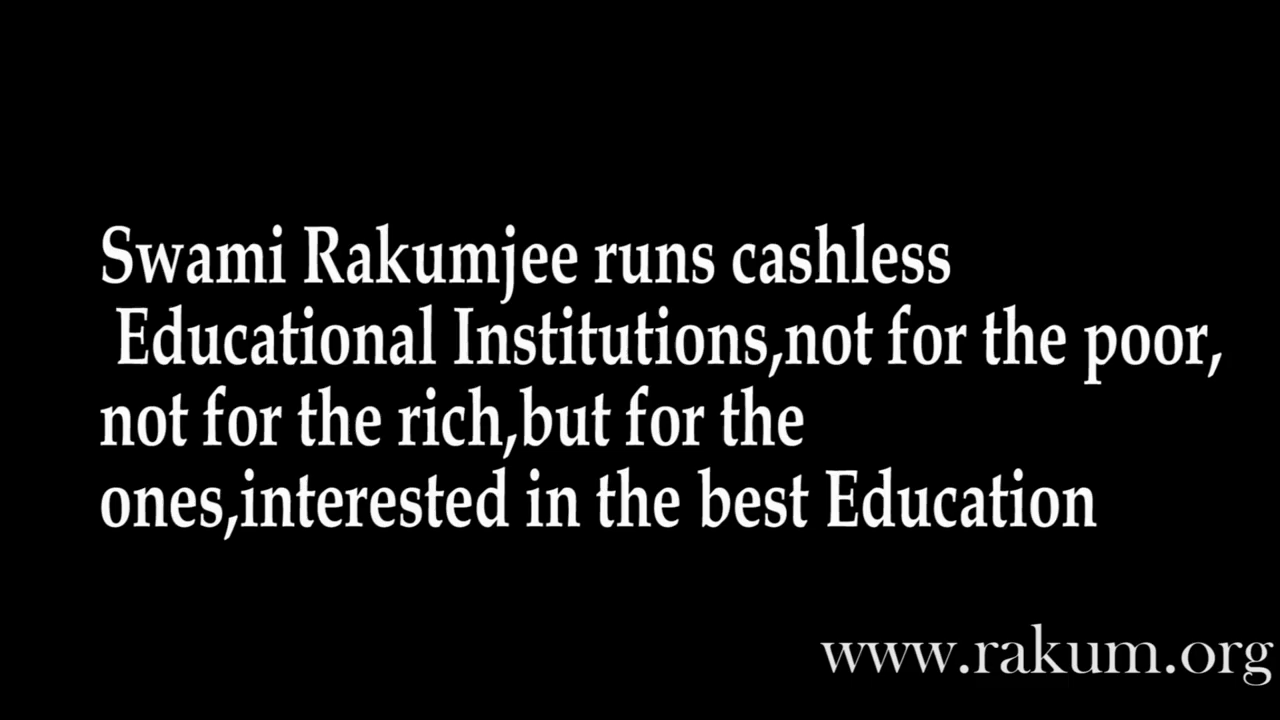 Swami Rakumjee runs cashless
Educational Institutions,not for the poor,
not for the rich,but for the
ones,interested in the best Education
www.rakum.org